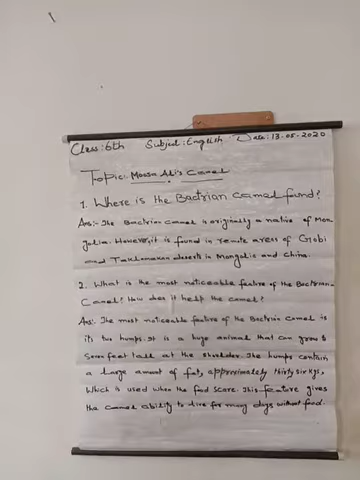 Class:6th Subject:English Date:13-05-2020
Topic:- Moosa Ali's Camel
1. Where is the Bactrian Camel fund?
Ans:- The Bactrian camel is originally a native of Mon
golia. However,it is found in remote areas of Gobi
and Taklamakan deserts in Mongolia and China.
2. What is the most noticeable feature of the Bactrian
Camel? How does it help the camel?
Ans:- The most noticeable feature of the Bactrian Camel is
its two humps. It is a huge animal that can grow to
Seven feet tall at the shoulder. The humps contain
a large amount of fat, approximately thirty six kgs,
Which is used when the food score. This feature gives
the camel ability to live for many days without food.